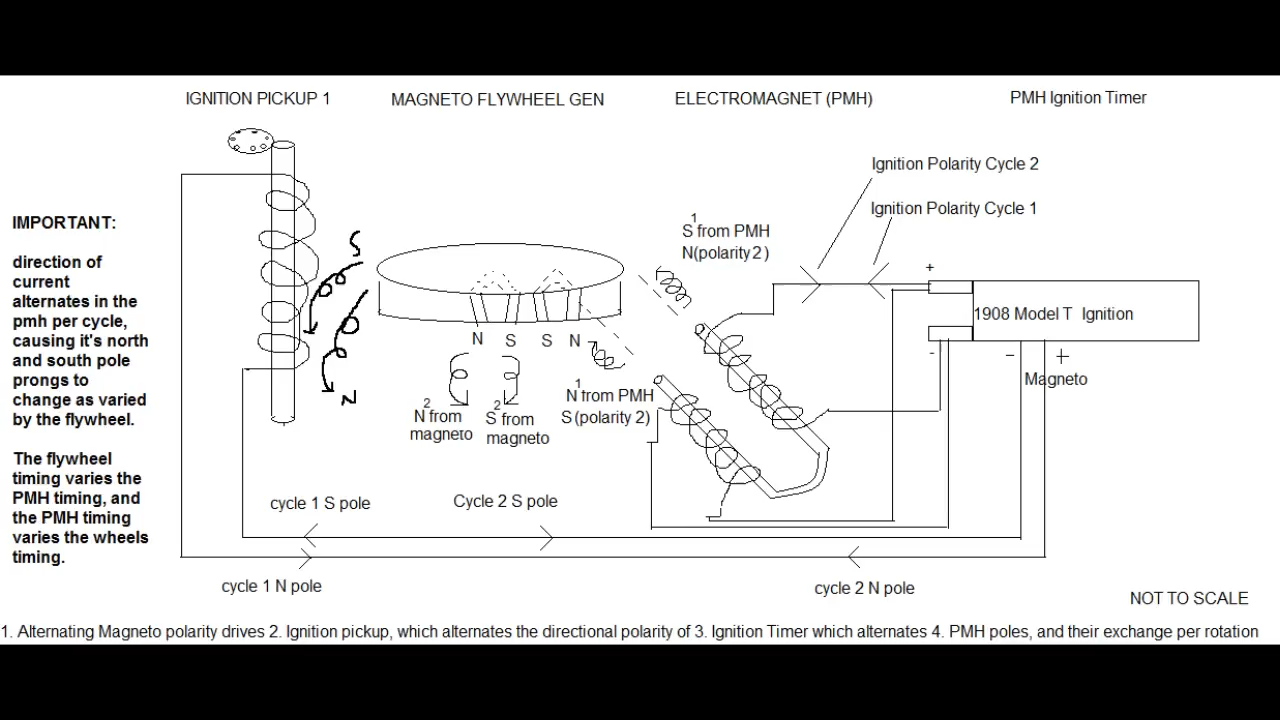 IGNITION PICKUP 1
MAGNETO FLYWHEEL GEN
ELECTROMAGNET (PMH)
PMH Ignition Timer
Ignition Polarity Cycle 2
Ignition Polarity Cycle 1
IMPORTANT:
direction of
current
alternates in the
pmh per cycle,
causing it's north
and south pole
prongs to
change as varied
by the flywheel.
The flywheel
timing varies the
PMH timing, and
the PMH timing
varies the wheels
timing.
S
N
1
S from PMH
N(polarity 2)
+
1908 Model T Ignition
-
− +
Magneto
N S S N
1
N from PMH
S (polarity 2)
2
N from
magneto
2
S from
magneto
cycle 1 S pole
Cycle 2 S pole
cycle 1 N pole
cycle 2 N pole
NOT TO SCALE
1. Alternating Magneto polarity drives 2. Ignition pickup, which alternates the directional polarity of 3. Ignition Timer which alternates 4. PMH poles, and their exchange per rotation